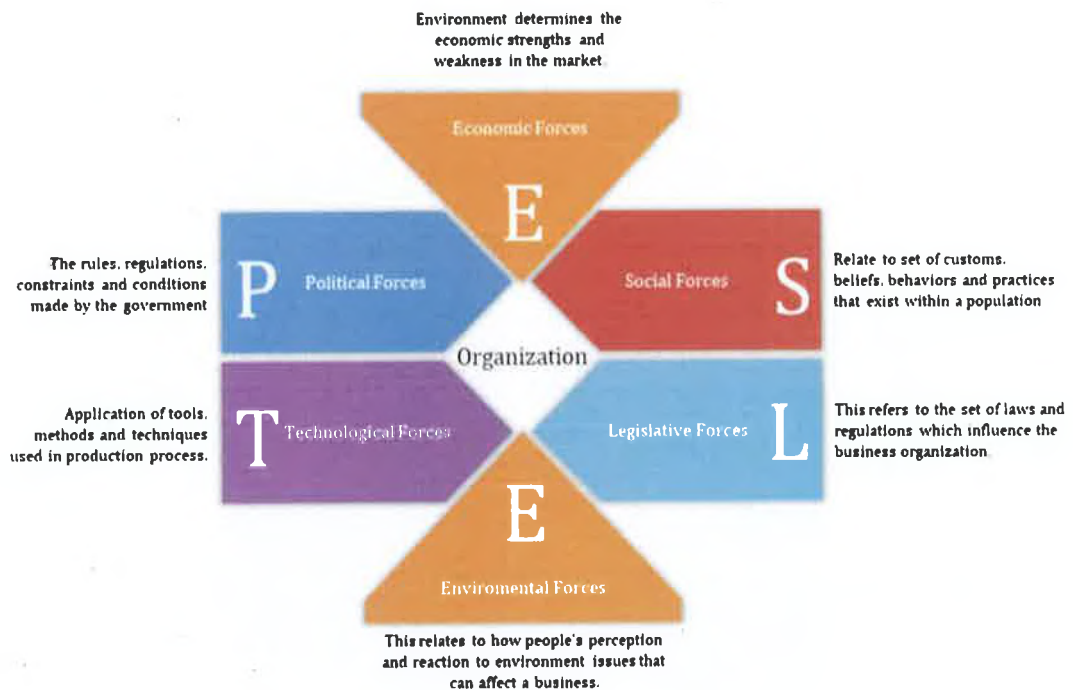 Environment determines the
economic strengths and
weakness in the market
Economic Forces
E
The rules, regulations,
constraints and conditions
made by the government
P
Political Forces
Social Forces
S
Relate to set of customs,
beliefs, behaviors and practices
that exist within a population
Organization
Application of tools,
methods and techniques
used in production process.
T
Technological Forces
Legislative Forces
L
This refers to the set of laws and
regulations which influence the
business organization
E
Enviromental Forces
This relates to how people's perception
and reaction to environment issues that
can affect a business.